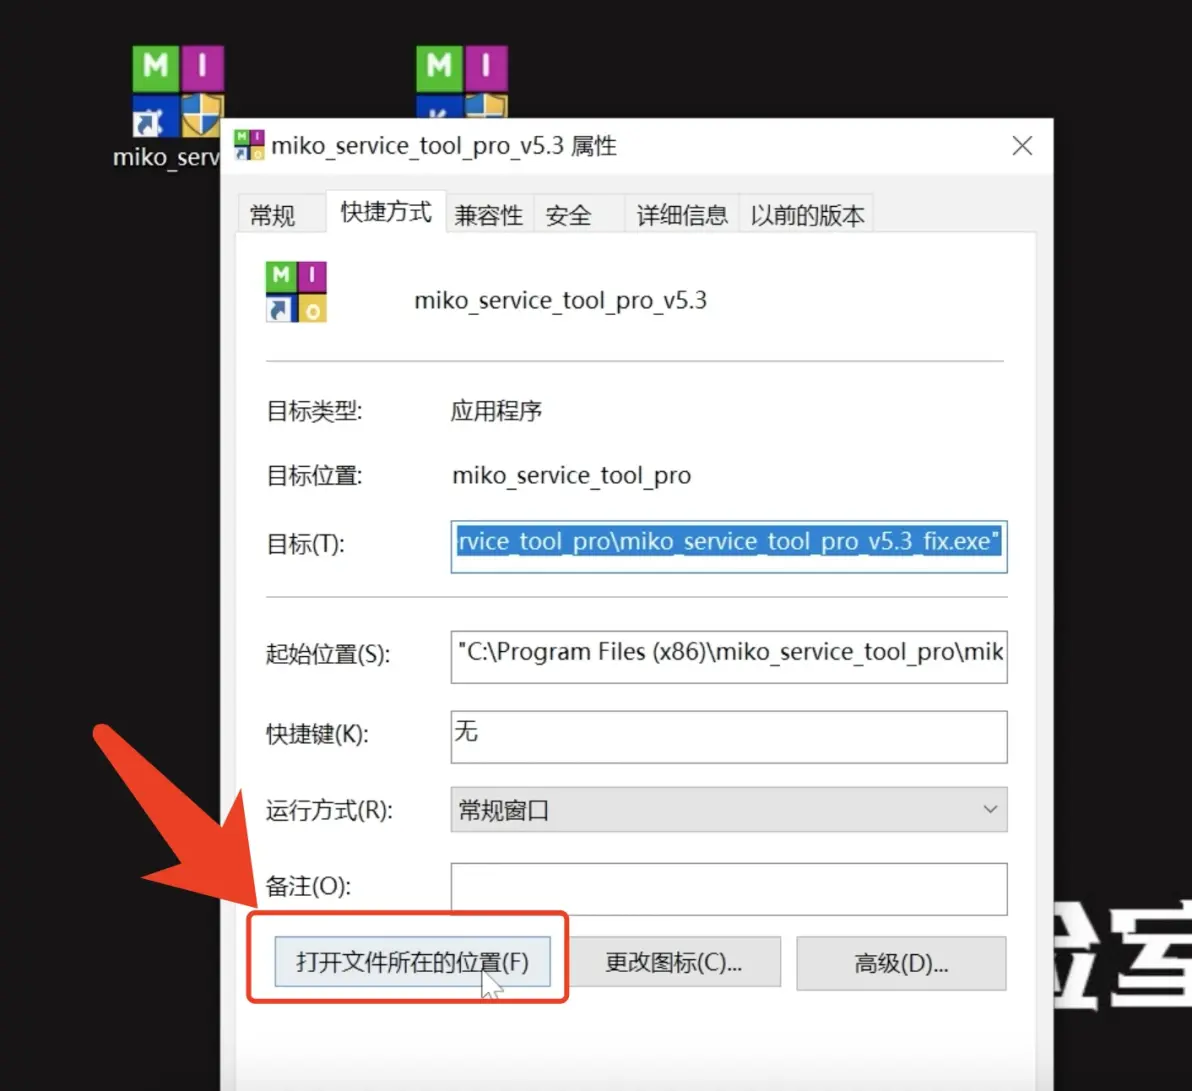 M I
M I
K
miko_serv
miko_service_tool_pro_v5.3 属性
常规 快捷方式 兼容性 安全 详细信息 以前的版本
M I
O
miko_service_tool_pro_v5.3
目标类型: 应用程序
目标位置: miko_service_tool_pro
目标(T): rvice_tool_pro\miko_service_tool_pro_v5.3_fix.exe"
起始位置(S): "C:\Program Files (x86)\miko_service_tool_pro\mik
快捷键(K): 无
运行方式(R): 常规窗口
备注(O):
打开文件所在的位置(F) 更改图标(C)... 高级(D)...
验室